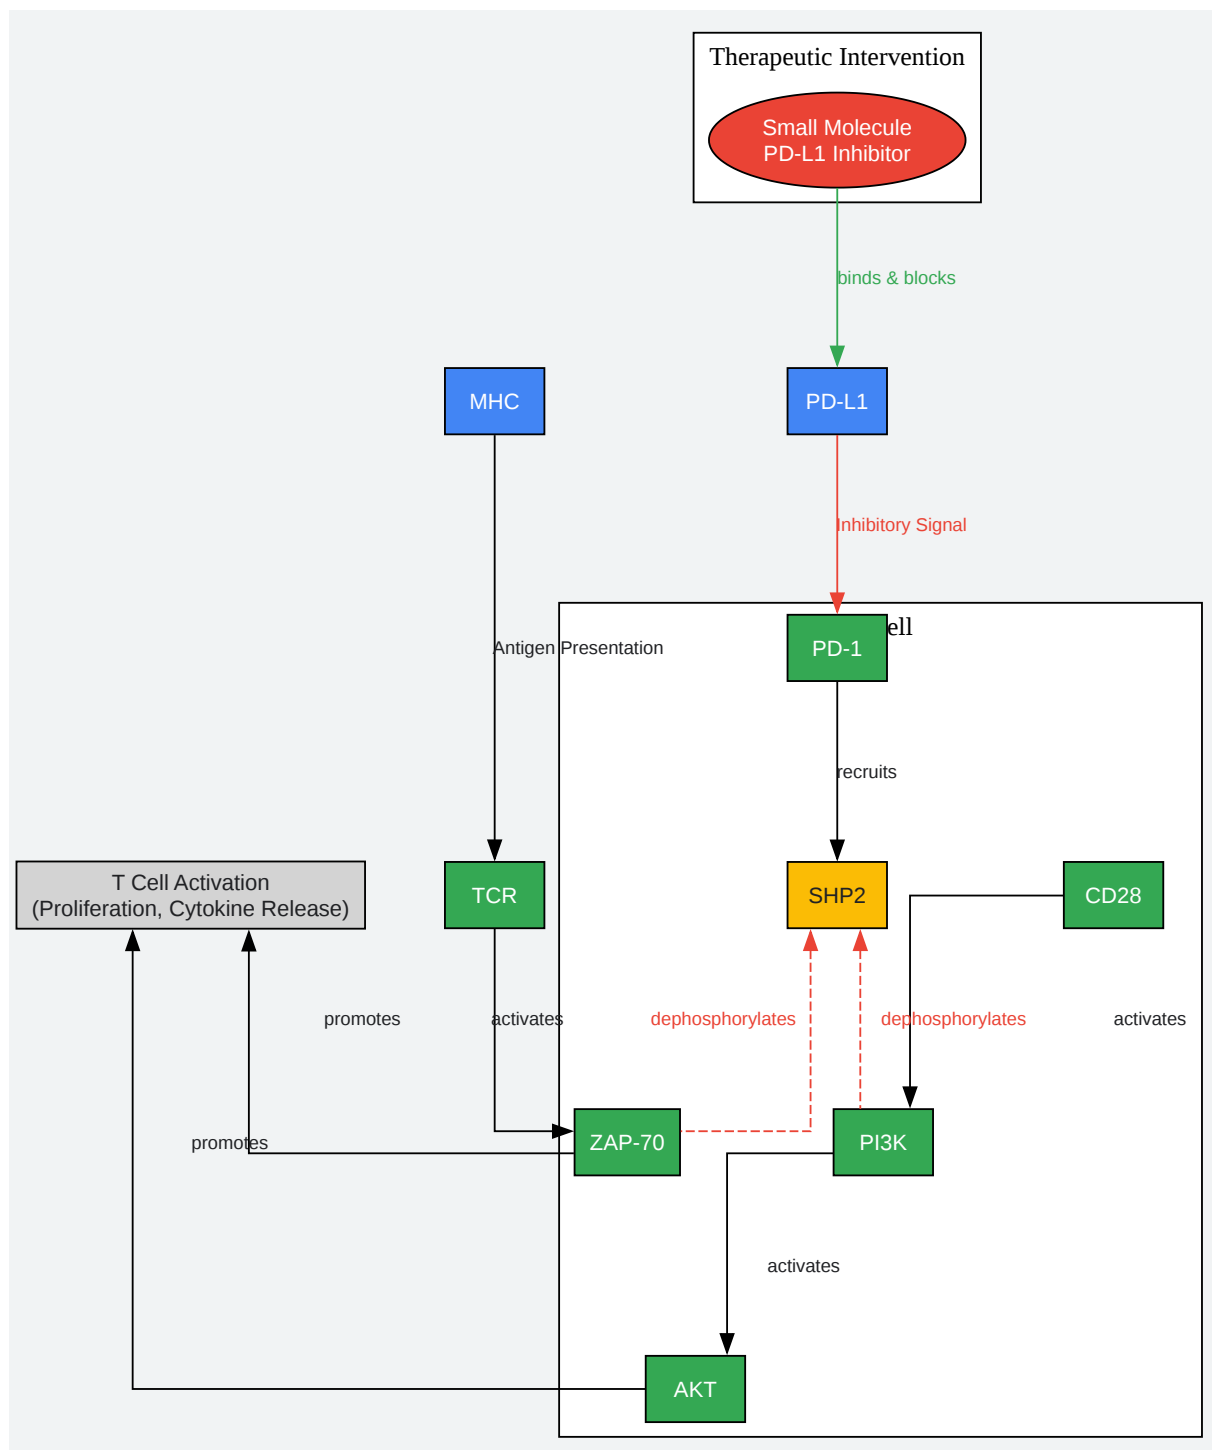 Therapeutic Intervention
Small Molecule
PD-L1 Inhibitor
binds & blocks
MHC
PD-L1
Inhibitory Signal
ell
PD-1
Antigen Presentation
recruits
T Cell Activation
(Proliferation, Cytokine Release)
TCR
SHP2
CD28
promotes
activates
dephosphorylates
dephosphorylates
activates
promotes
ZAP-70
PI3K
activates
AKT